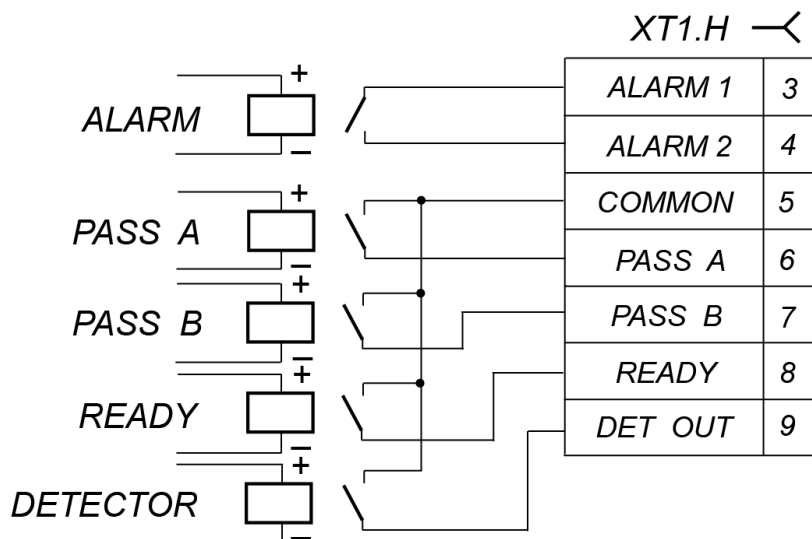 XT1.H
ALARM 1 3
ALARM + −
ALARM 2 4
COMMON 5
PASS A + −
PASS A 6
PASS B + −
PASS B 7
READY + −
READY 8
DET OUT 9
DETECTOR + −